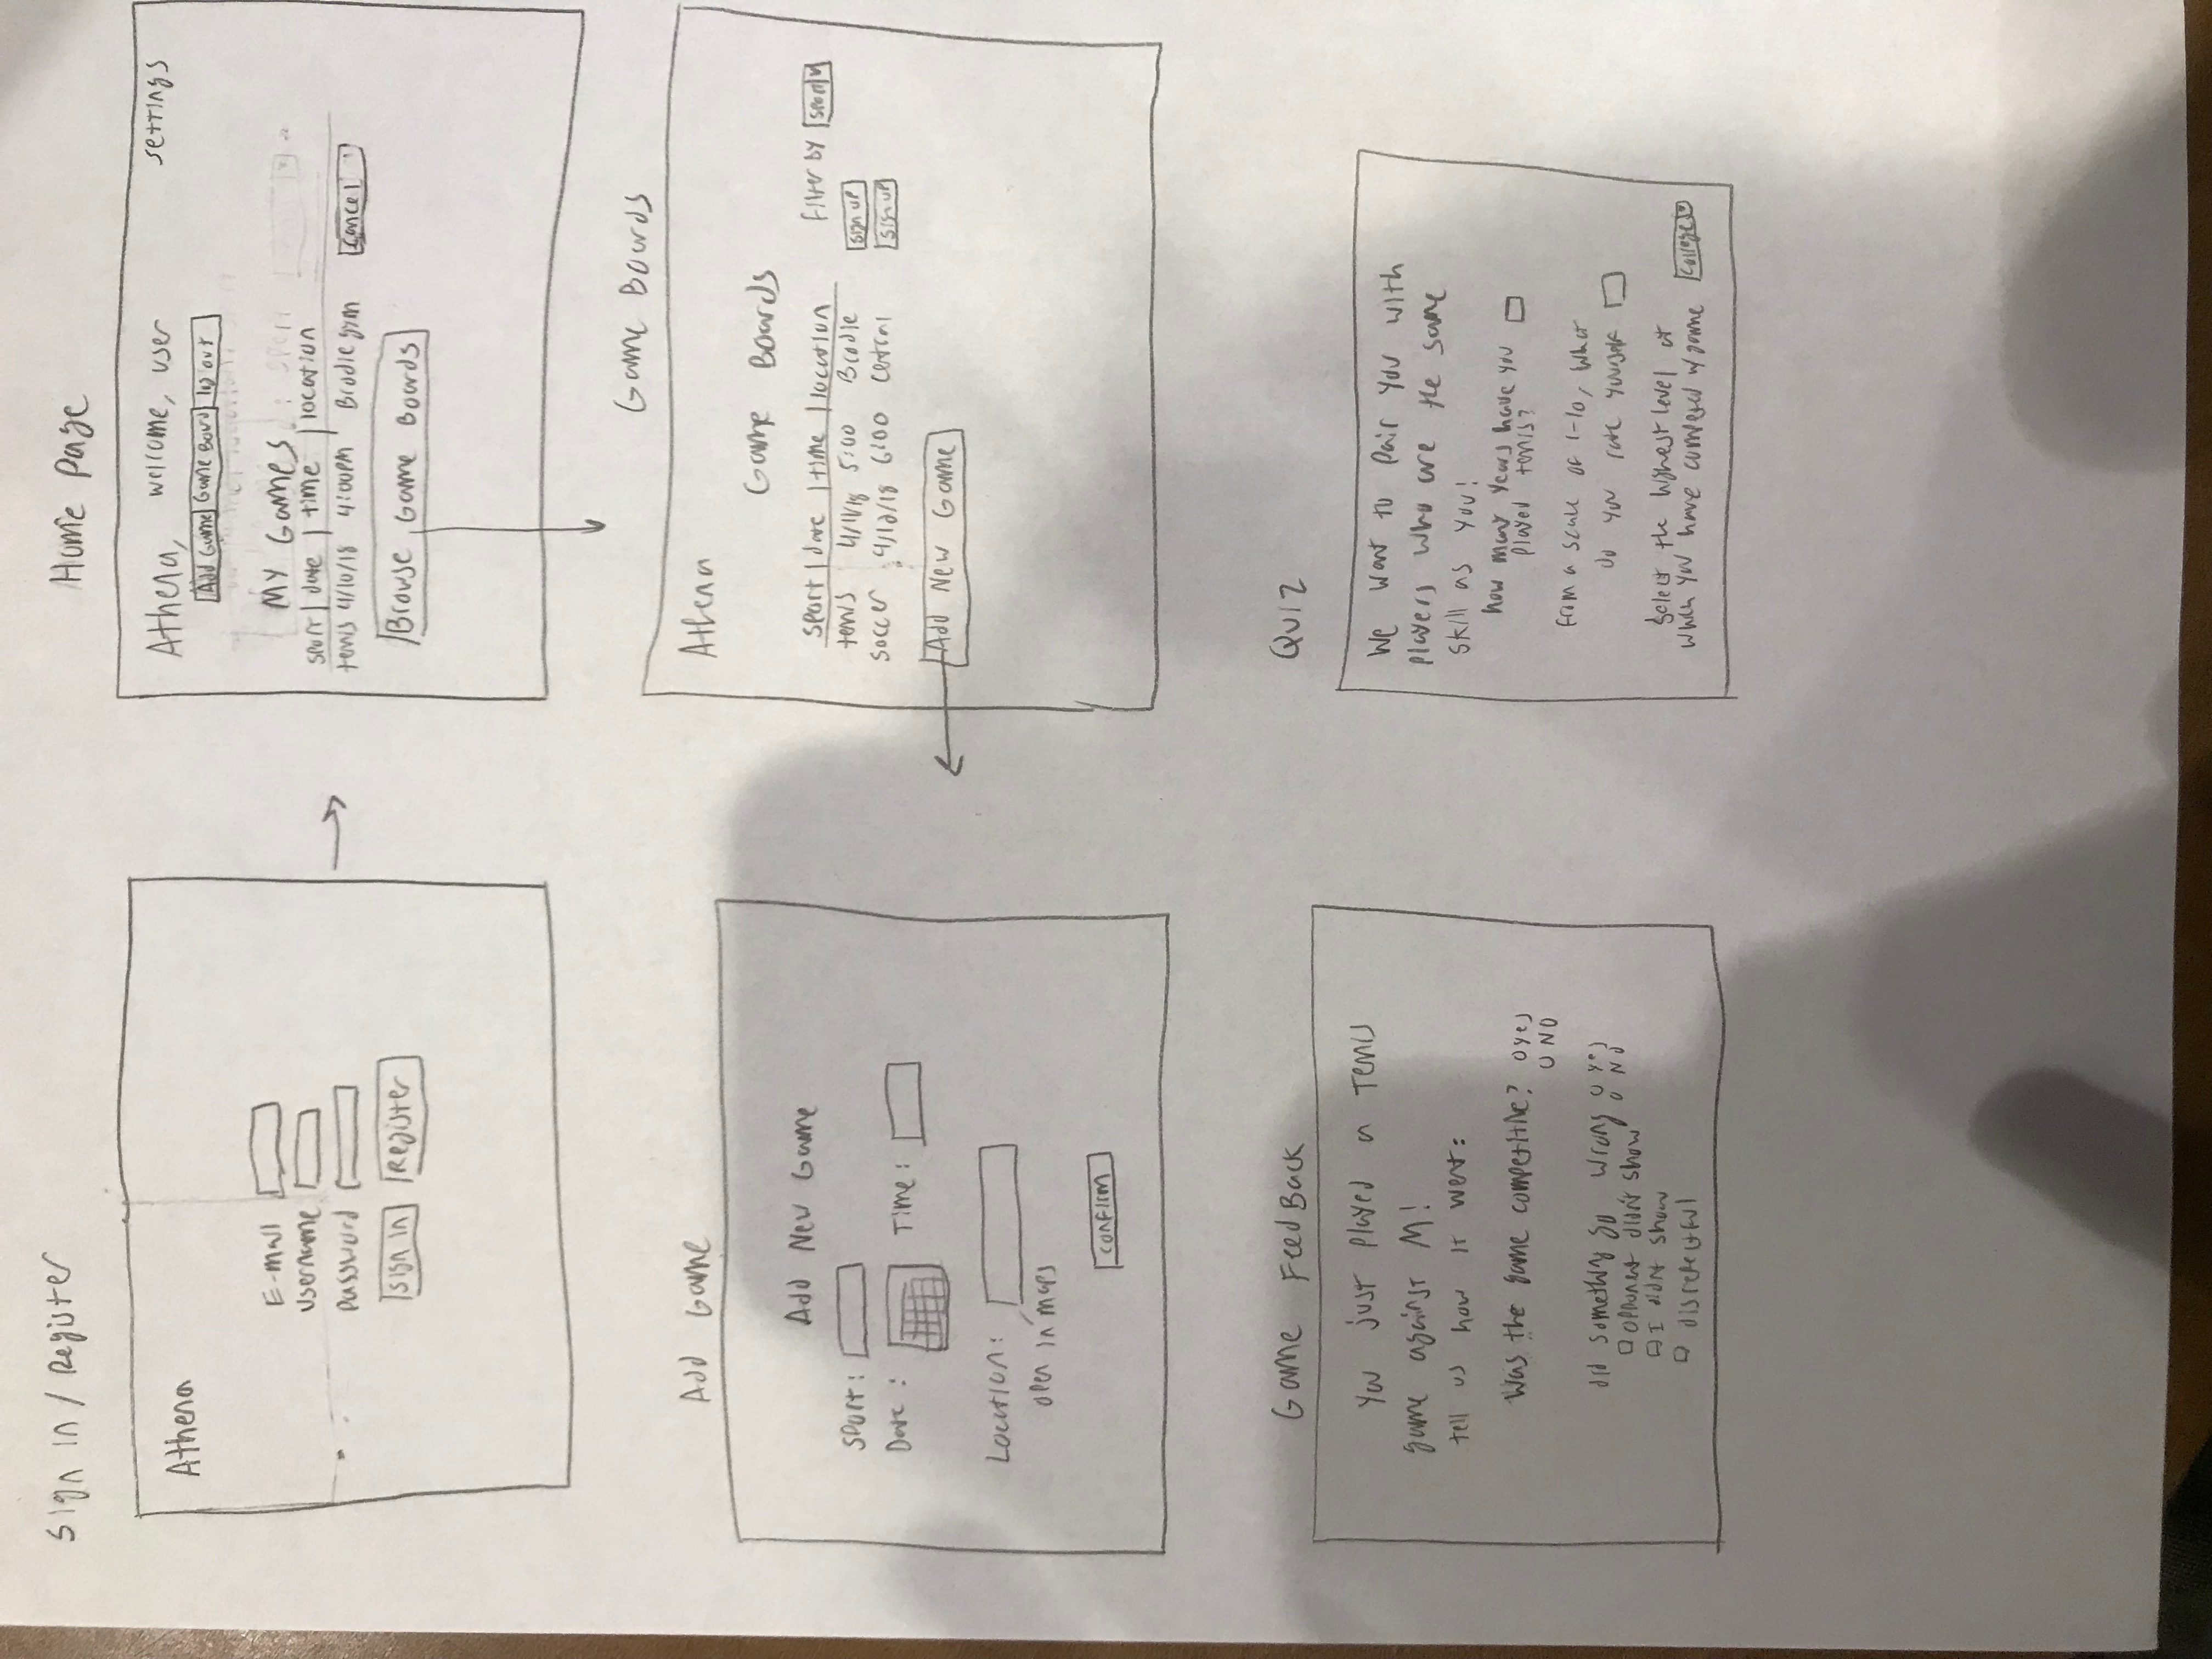 Sign in / Register
Athena
E-mail
Username
Password
Sign in Register
Home Page
Athena, welcome, user settings
Add Game Game Board log out
My Games
sport | date | time | location
tenis 4/10/18 4:00PM Brodie gym Cancel
Browse Game Boards
Game Boards
Athena
Game Boards
sport | date | time | location Filter by sport
tenis 4/11/18 5:00 Brodie sign up
soccer 4/12/18 6:00 central sign up
Add New Game
Add Game
Add New Game
Sport:
Date: Time:
Location:
open in maps
confirm
Game FeedBack
You just played a Tenis
game against M!
tell us how it went:
Was the game competitive? Yes
NO
did something go wrong Yes
NO
opponent didn't show
I didnt show
Quiz
We want to pair you with
players who are the same
skill as you!
how many years have you
played tenis?
from a scale of 1-10, what
do you rate yourself
Select the highest level at
which you have competed w/ game College